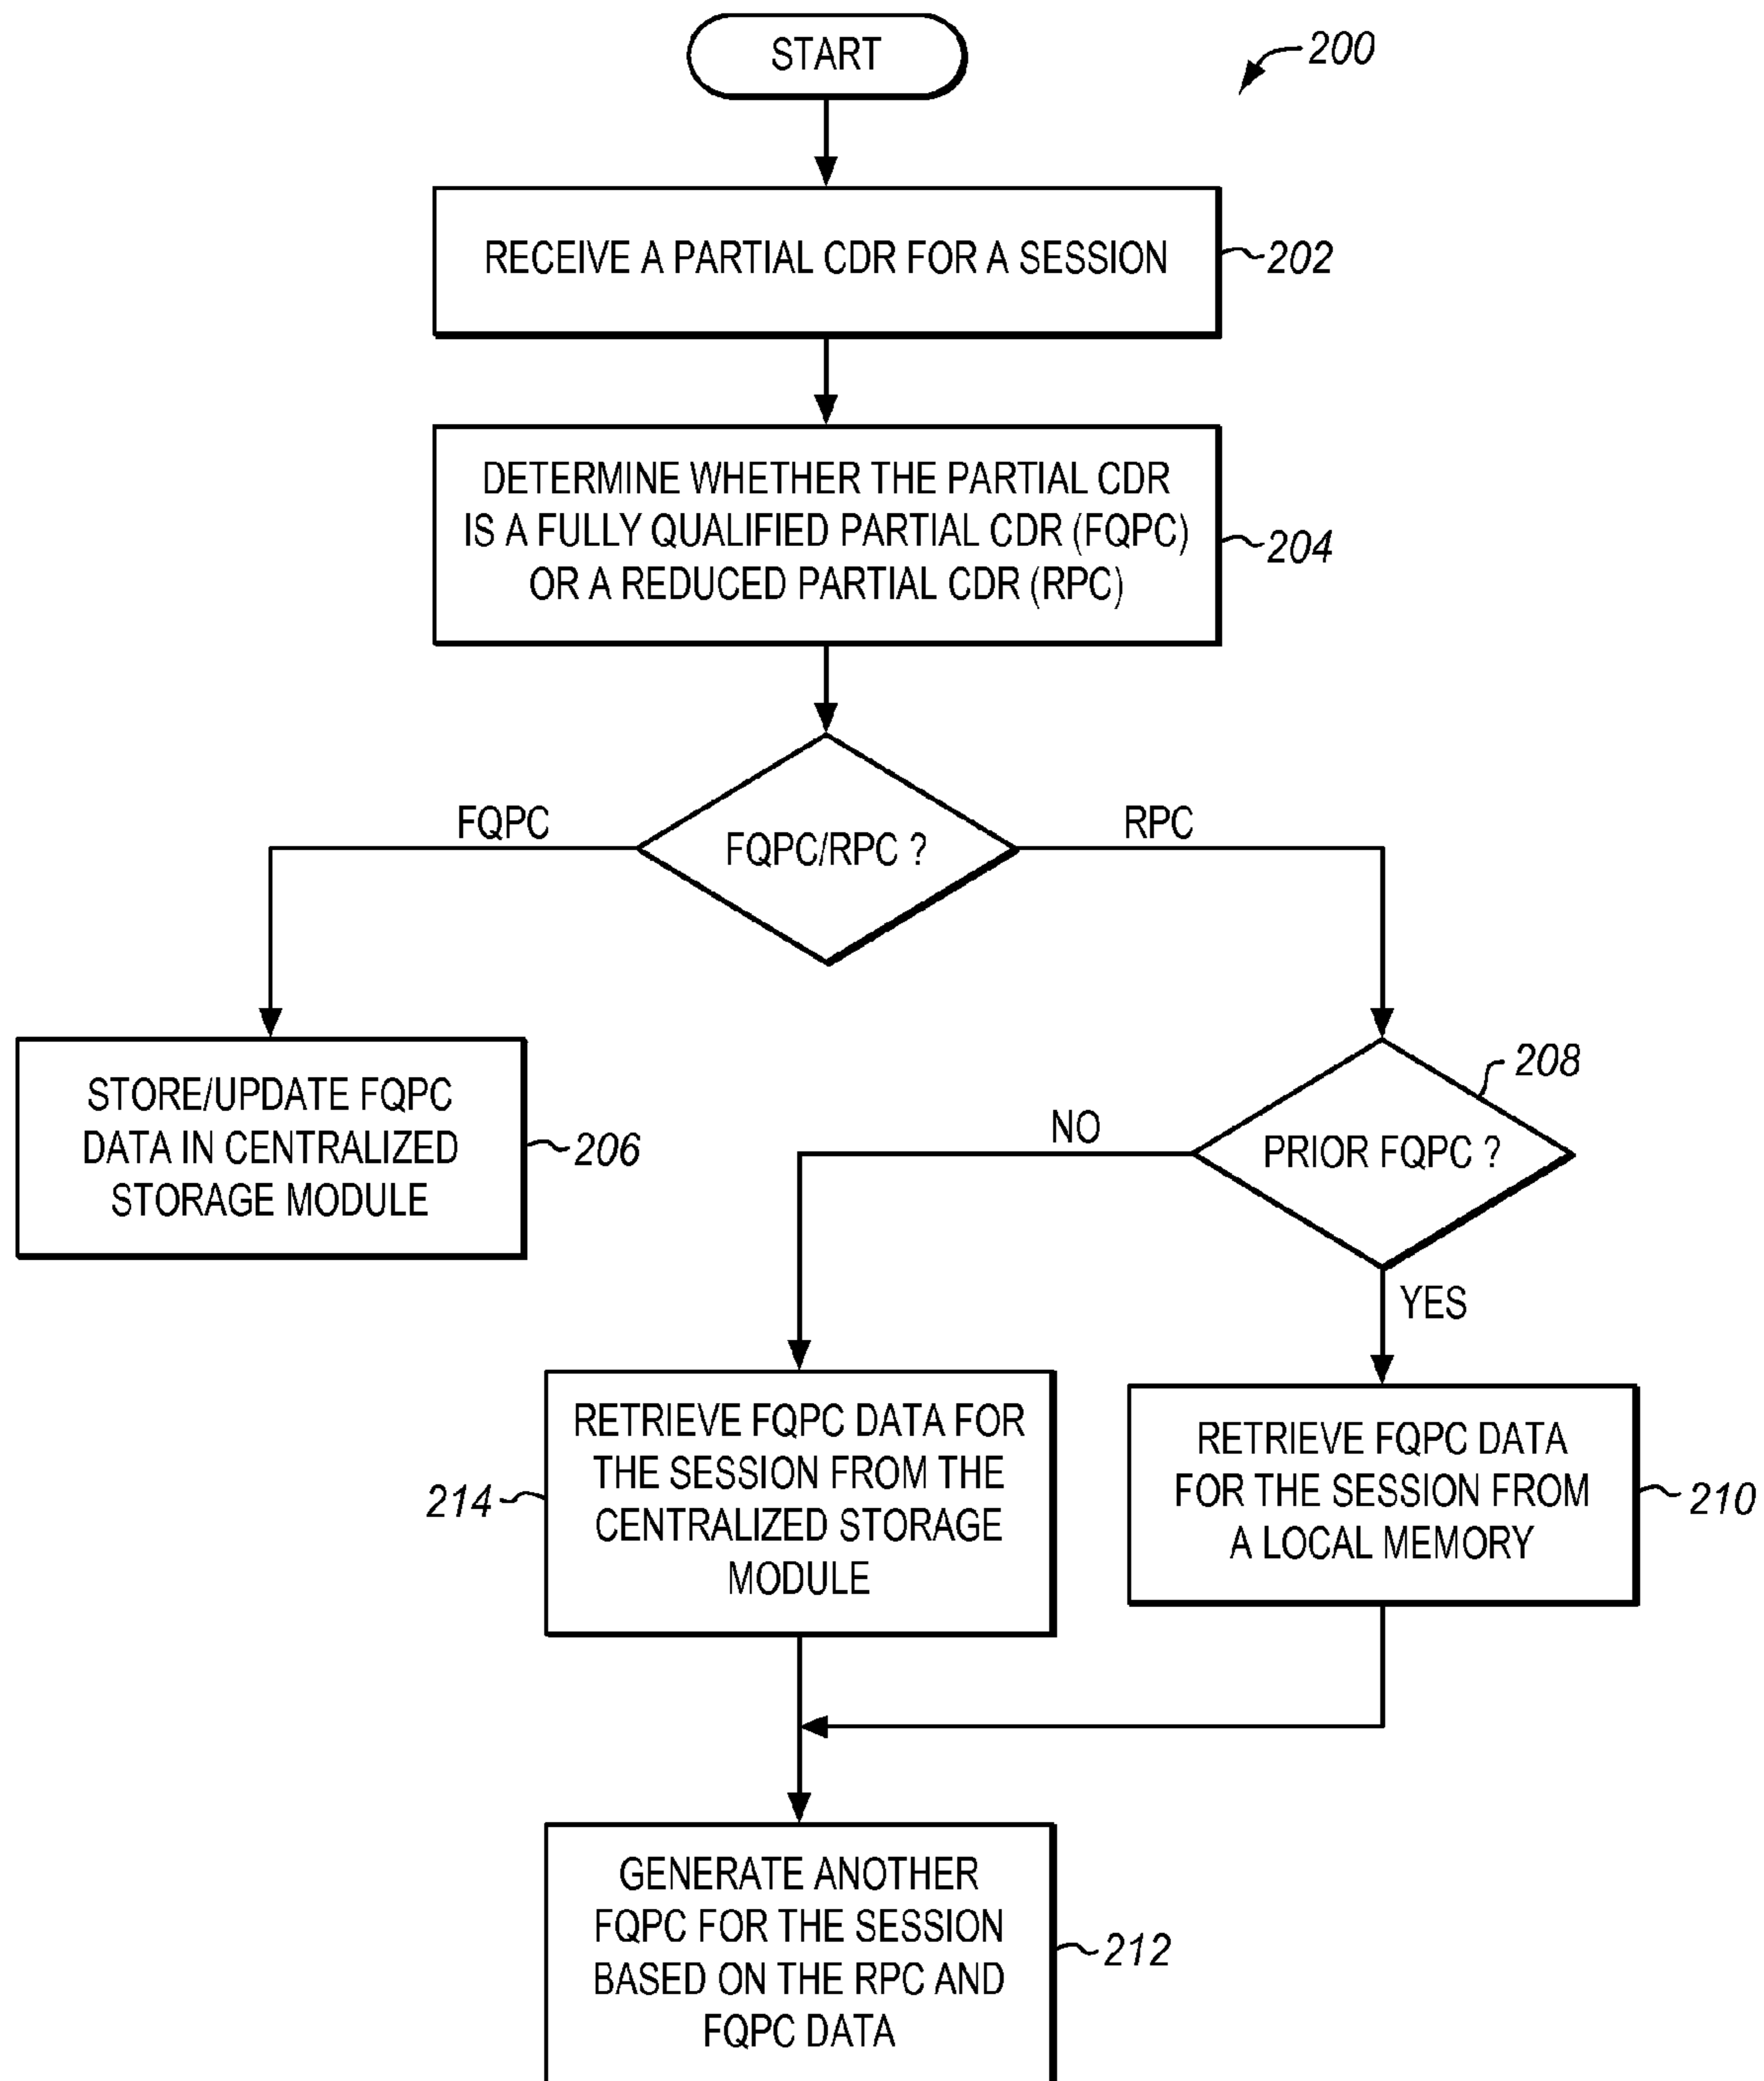 START
200
RECEIVE A PARTIAL CDR FOR A SESSION
202
DETERMINE WHETHER THE PARTIAL CDR
IS A FULLY QUALIFIED PARTIAL CDR (FQPC)
OR A REDUCED PARTIAL CDR (RPC)
204
FQPC
FQPC/RPC ?
RPC
STORE/UPDATE FQPC
DATA IN CENTRALIZED
STORAGE MODULE
206
208
NO
PRIOR FQPC ?
YES
RETRIEVE FQPC DATA FOR
THE SESSION FROM THE
CENTRALIZED STORAGE
MODULE
214
RETRIEVE FQPC DATA
FOR THE SESSION FROM
A LOCAL MEMORY
210
GENERATE ANOTHER
FQPC FOR THE SESSION
BASED ON THE RPC AND
FQPC DATA
212